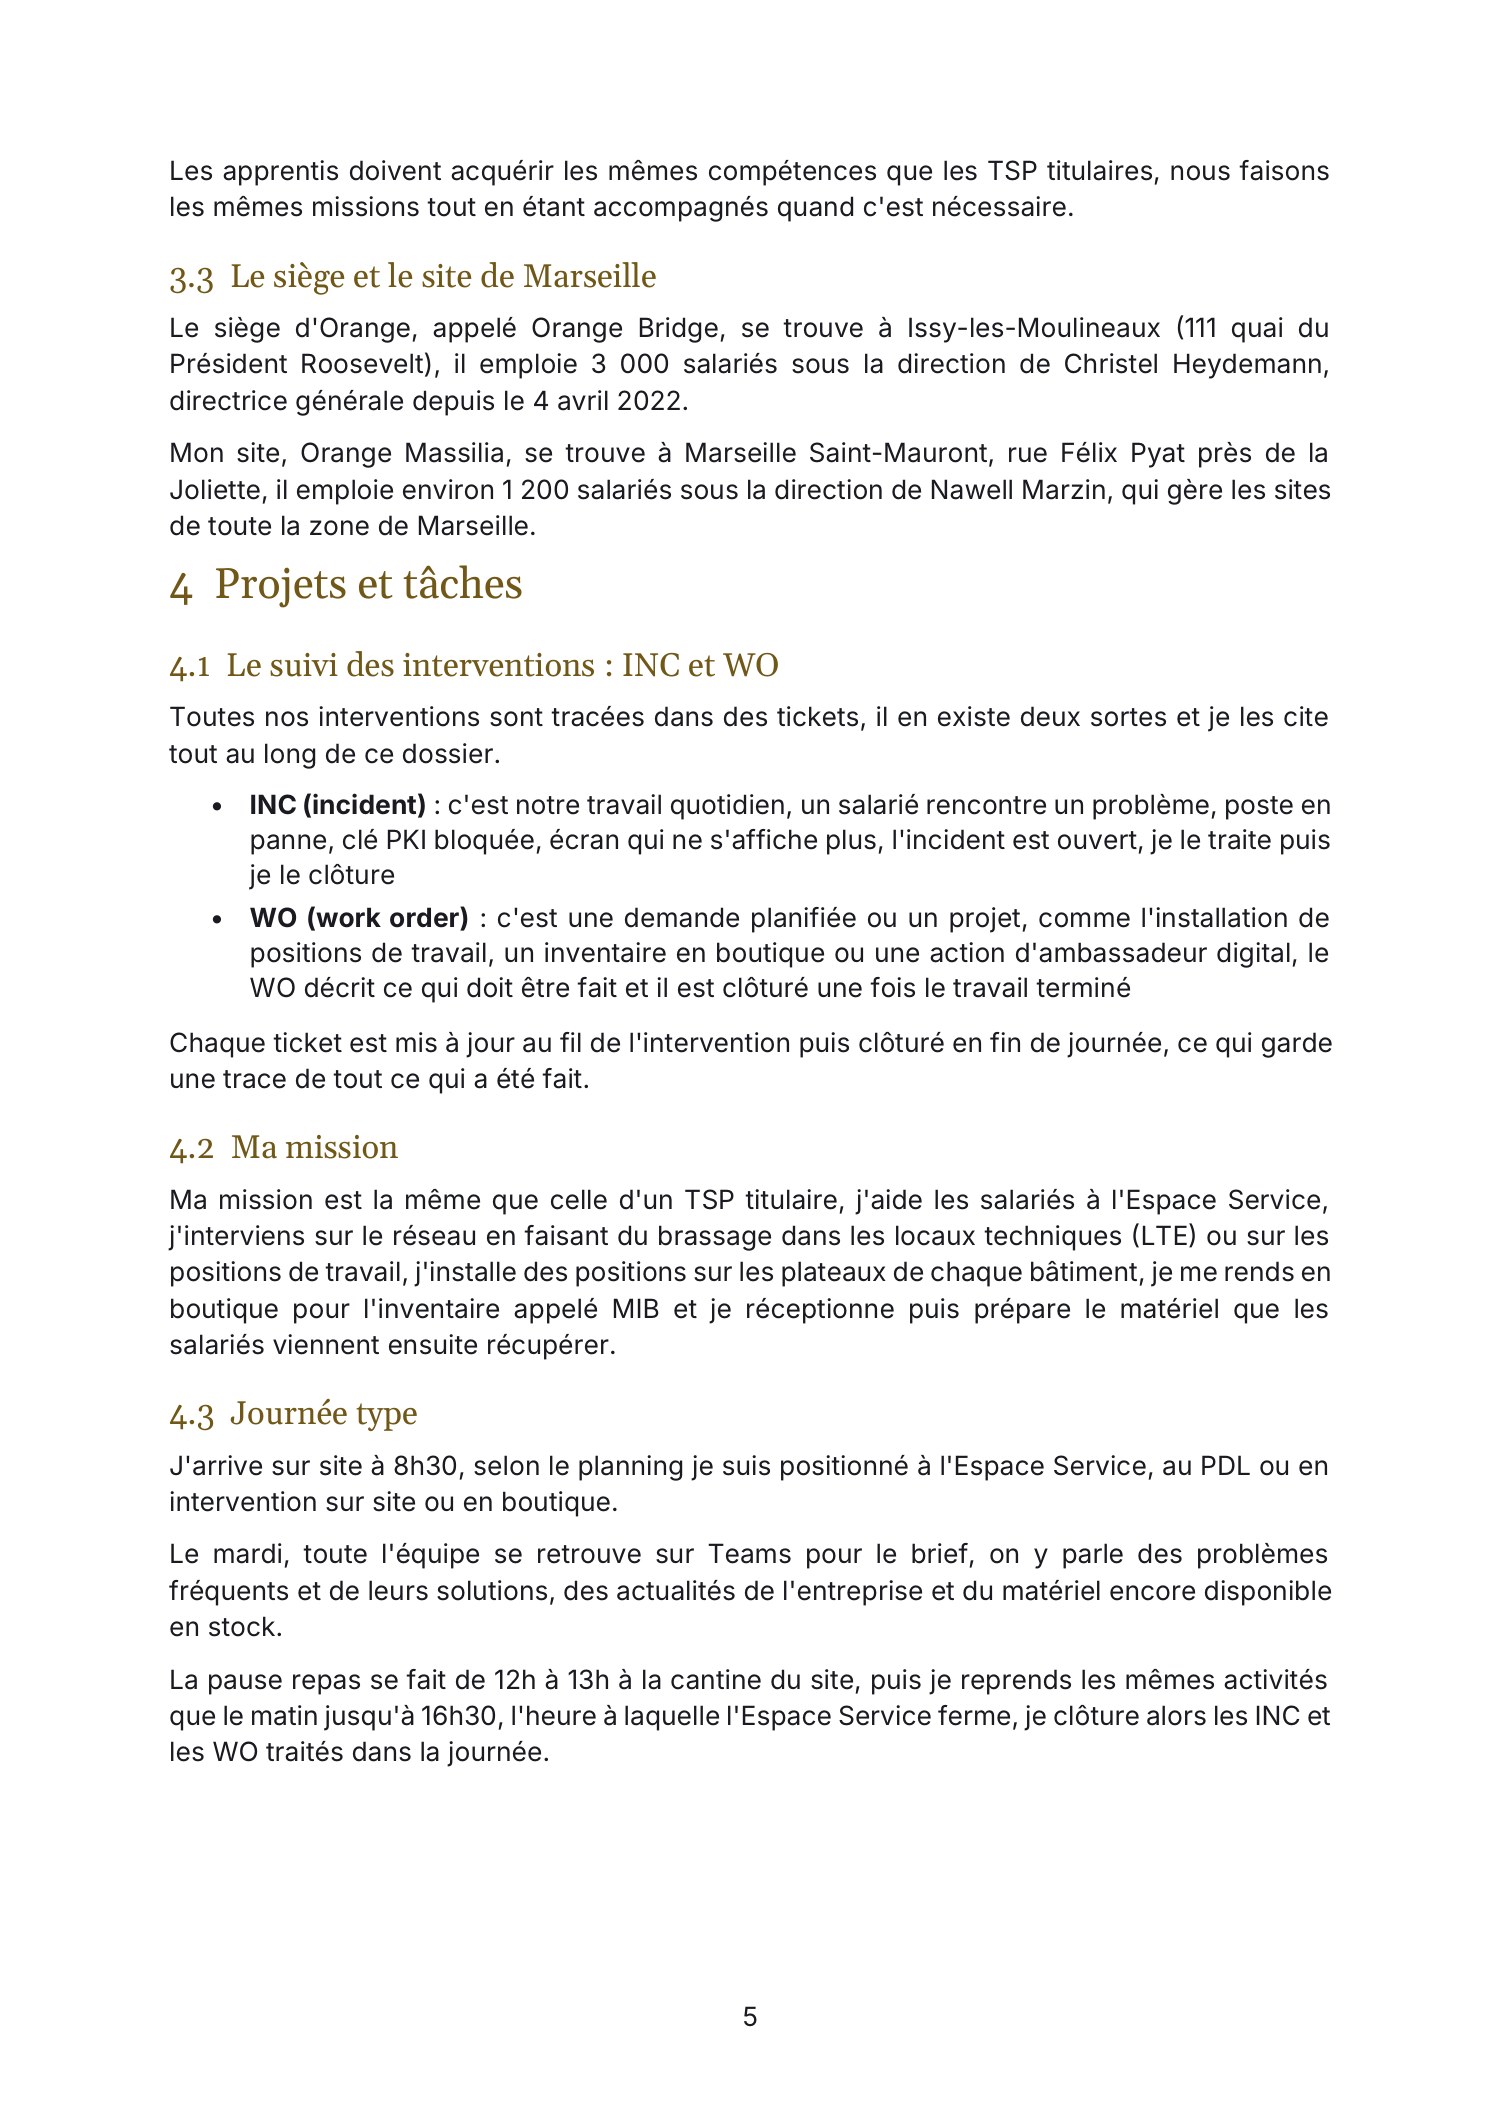 Les apprentis doivent acquérir les mêmes compétences que les TSP titulaires, nous faisons
les mêmes missions tout en étant accompagnés quand c'est nécessaire.
3.3 Le siège et le site de Marseille
Le siège d'Orange, appelé Orange Bridge, se trouve à Issy-les-Moulineaux (111 quai du
Président Roosevelt), il emploie 3 000 salariés sous la direction de Christel Heydemann,
directrice générale depuis le 4 avril 2022.
Mon site, Orange Massilia, se trouve à Marseille Saint-Mauront, rue Félix Pyat près de la
Joliette, il emploie environ 1 200 salariés sous la direction de Nawell Marzin, qui gère les sites
de toute la zone de Marseille.
4 Projets et tâches
4.1 Le suivi des interventions : INC et WO
Toutes nos interventions sont tracées dans des tickets, il en existe deux sortes et je les cite
tout au long de ce dossier.
• INC (incident) : c'est notre travail quotidien, un salarié rencontre un problème, poste en
panne, clé PKI bloquée, écran qui ne s'affiche plus, l'incident est ouvert, je le traite puis
je le clôture
• WO (work order) : c'est une demande planifiée ou un projet, comme l'installation de
positions de travail, un inventaire en boutique ou une action d'ambassadeur digital, le
WO décrit ce qui doit être fait et il est clôturé une fois le travail terminé
Chaque ticket est mis à jour au fil de l'intervention puis clôturé en fin de journée, ce qui garde
une trace de tout ce qui a été fait.
4.2 Ma mission
Ma mission est la même que celle d'un TSP titulaire, j'aide les salariés à l'Espace Service,
j'interviens sur le réseau en faisant du brassage dans les locaux techniques (LTE) ou sur les
positions de travail, j'installe des positions sur les plateaux de chaque bâtiment, je me rends en
boutique pour l'inventaire appelé MIB et je réceptionne puis prépare le matériel que les
salariés viennent ensuite récupérer.
4.3 Journée type
J'arrive sur site à 8h30, selon le planning je suis positionné à l'Espace Service, au PDL ou en
intervention sur site ou en boutique.
Le mardi, toute l'équipe se retrouve sur Teams pour le brief, on y parle des problèmes
fréquents et de leurs solutions, des actualités de l'entreprise et du matériel encore disponible
en stock.
La pause repas se fait de 12h à 13h à la cantine du site, puis je reprends les mêmes activités
que le matin jusqu'à 16h30, l'heure à laquelle l'Espace Service ferme, je clôture alors les INC et
les WO traités dans la journée.
5